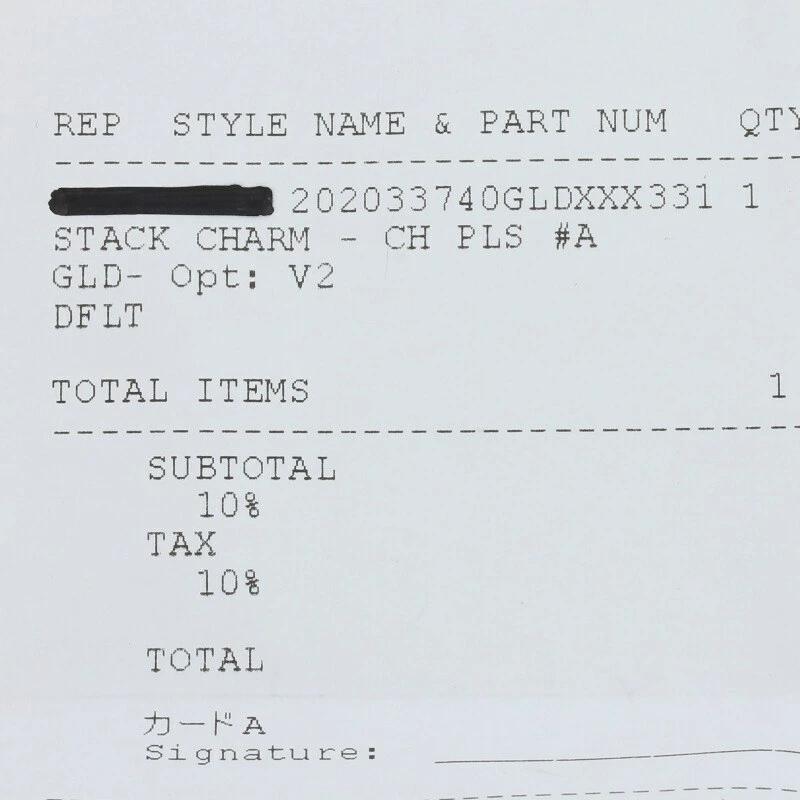 REP STYLE NAME & PART NUM QTY
202033740GLDXXX331 1
STACK CHARM - CH PLS #A
GLD- Opt: V2
DFLT
TOTAL ITEMS 1
SUBTOTAL
10%
TAX
10%
TOTAL
カードA
Signature: